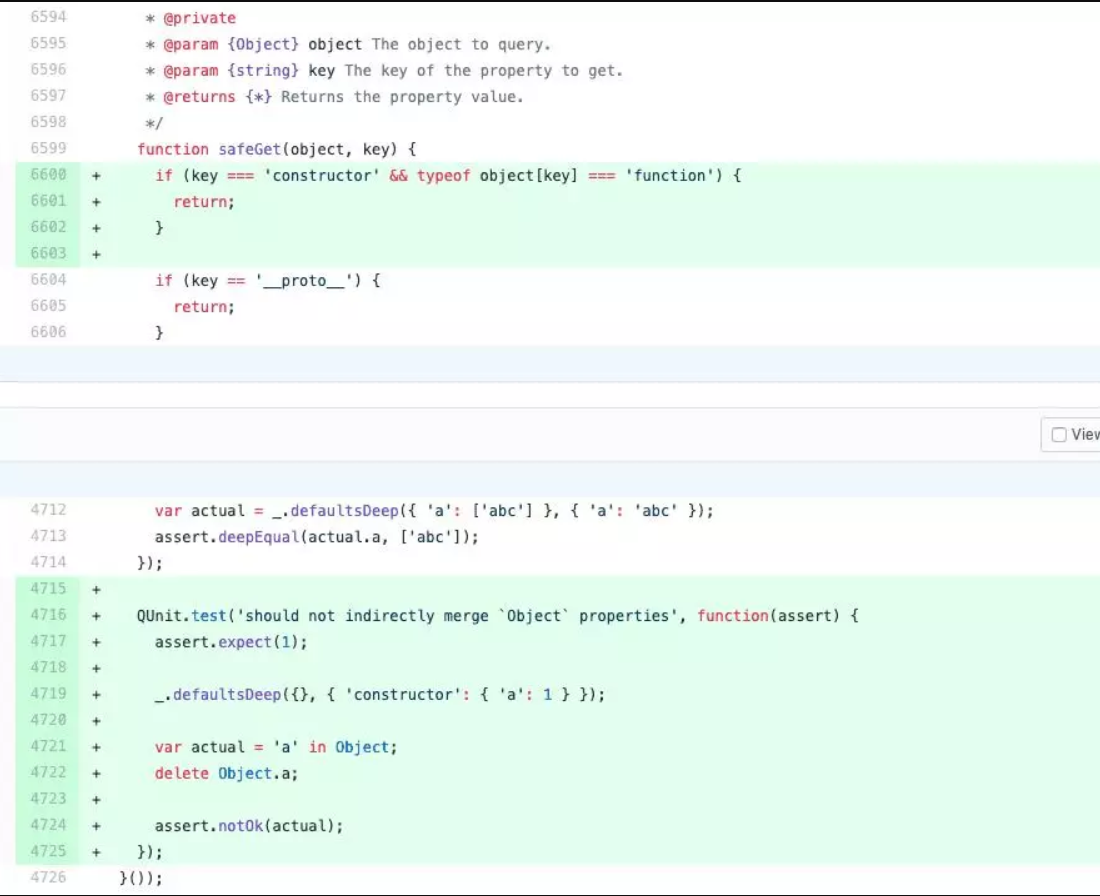 6594 * @private
6595 * @param {Object} object The object to query.
6596 * @param {string} key The key of the property to get.
6597 * @returns {*} Returns the property value.
6598 */
6599 function safeGet(object, key) {
6600 + if (key === 'constructor' && typeof object[key] === 'function') {
6601 + return;
6602 + }
6603 +
6604 if (key == '__proto__') {
6605 return;
6606 }
View
4712 var actual = _.defaultsDeep({ 'a': ['abc'] }, { 'a': 'abc' });
4713 assert.deepEqual(actual.a, ['abc']);
4714 });
4715 +
4716 + QUnit.test('should not indirectly merge `Object` properties', function(assert) {
4717 + assert.expect(1);
4718 +
4719 + _.defaultsDeep({}, { 'constructor': { 'a': 1 } });
4720 +
4721 + var actual = 'a' in Object;
4722 + delete Object.a;
4723 +
4724 + assert.notOk(actual);
4725 + });
4726 }());